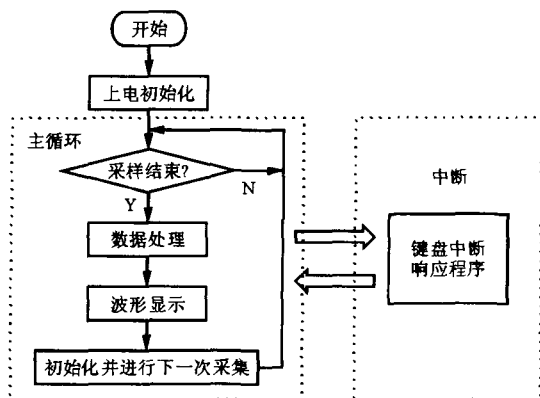 开始
上电初始化
主循环
采样结束?
N
Y
数据处理
波形显示
初始化并进行下一次采集
中断
键盘中断
响应程序